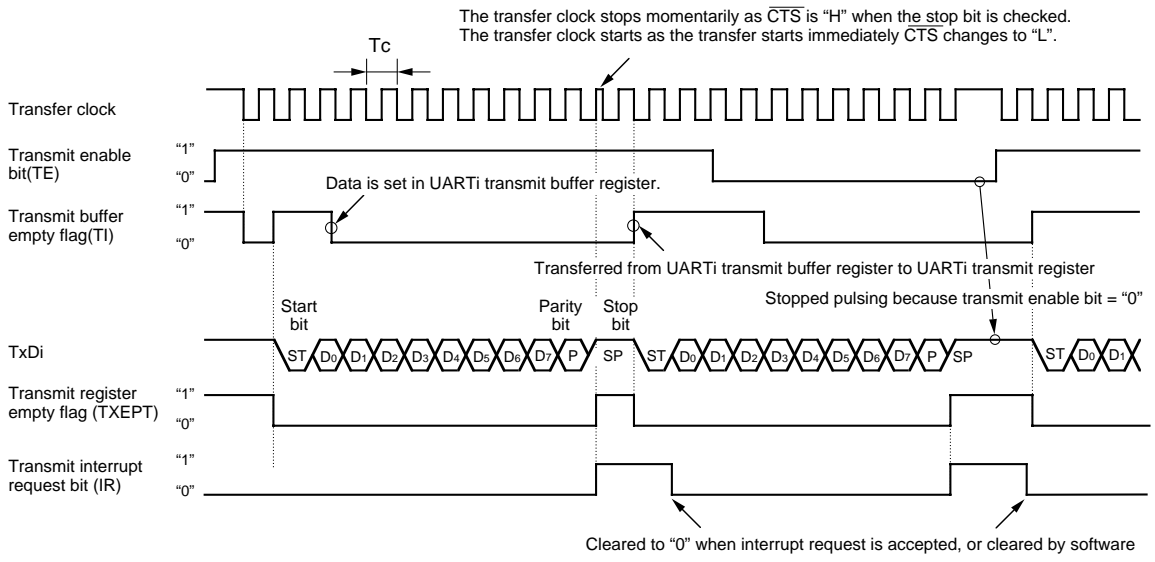 The transfer clock stops momentarily as CTS is “H” when the stop bit is checked.
The transfer clock starts as the transfer starts immediately CTS changes to “L”.
Tc
Transfer clock
Transmit enable
bit(TE)
“1”
“0”
Data is set in UARTi transmit buffer register.
Transmit buffer
empty flag(TI)
“1”
“0”
Transferred from UARTi transmit buffer register to UARTi transmit register
Stopped pulsing because transmit enable bit = “0”
Start
bit
Parity
bit
Stop
bit
TxDi
ST D0 D1 D2 D3 D4 D5 D6 D7 P SP ST D0 D1 D2 D3 D4 D5 D6 D7 P SP ST D0 D1
Transmit register
empty flag (TXEPT)
“1”
“0”
Transmit interrupt
request bit (IR)
“1”
“0”
Cleared to “0” when interrupt request is accepted, or cleared by software